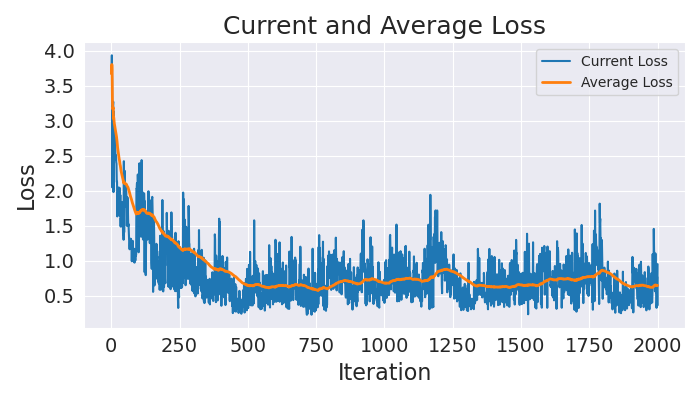 Current and Average Loss
Current Loss
Average Loss
Loss
4.0
3.5
3.0
2.5
2.0
1.5
1.0
0.5
0 250 500 750 1000 1250 1500 1750 2000
Iteration